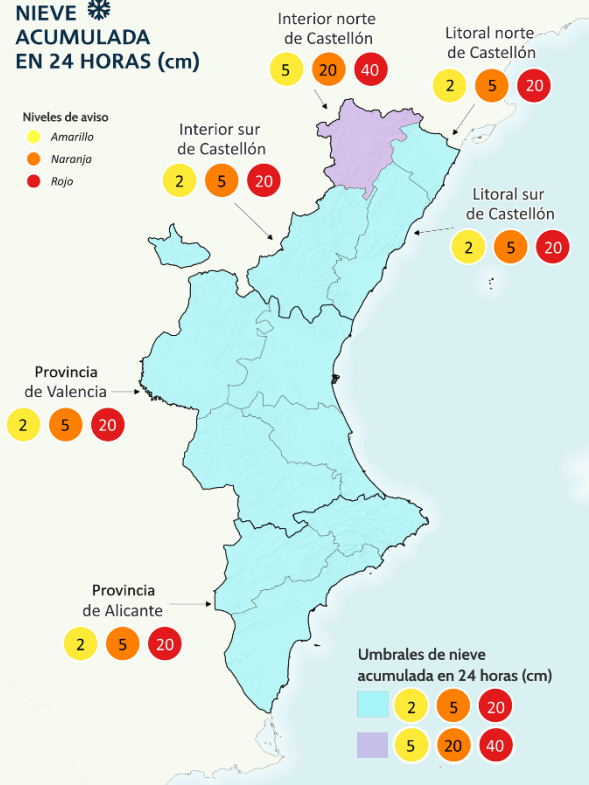 NIEVE
ACUMULADA
EN 24 HORAS (cm)
Niveles de aviso
Amarillo
Naranja
Rojo
Interior norte
de Castellón
5 20 40
Litoral norte
de Castellón
2 5 20
Interior sur
de Castellón
2 5 20
Litoral sur
de Castellón
2 5 20
Provincia
de Valencia
2 5 20
Provincia
de Alicante
2 5 20
Umbrales de nieve
acumulada en 24 horas (cm)
2 5 20
5 20 40